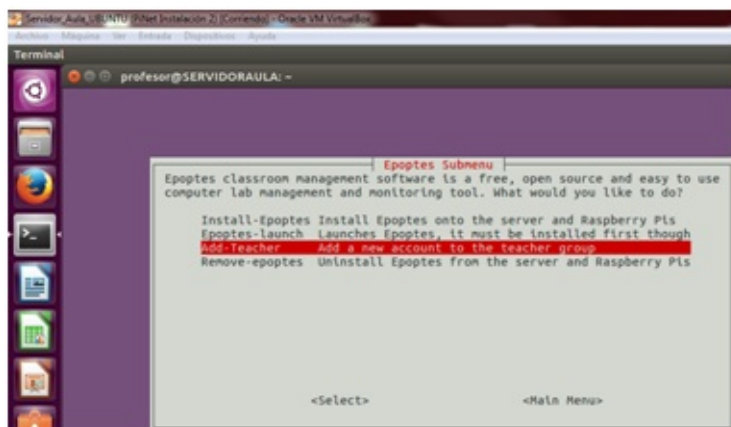 Servidor_Aula_UBUNTU (PiNet Instalación 2) [Corriendo] - Oracle VM VirtualBox
Archivo Máquina Ver Entrada Dispositivos Ayuda
Terminal
profesor@SERVIDORAULA: ~
Epoptes Submenu
Epoptes classroom management software is a free, open source and easy to use
computer lab management and monitoring tool. What would you like to do?
Install-Epoptes Install Epoptes onto the server and Raspberry Pis
Epoptes-launch Launches Epoptes, it must be installed first though
Add-Teacher Add a new account to the teacher group
Remove-epoptes Uninstall Epoptes from the server and Raspberry Pis
<Select> <Main Menu>